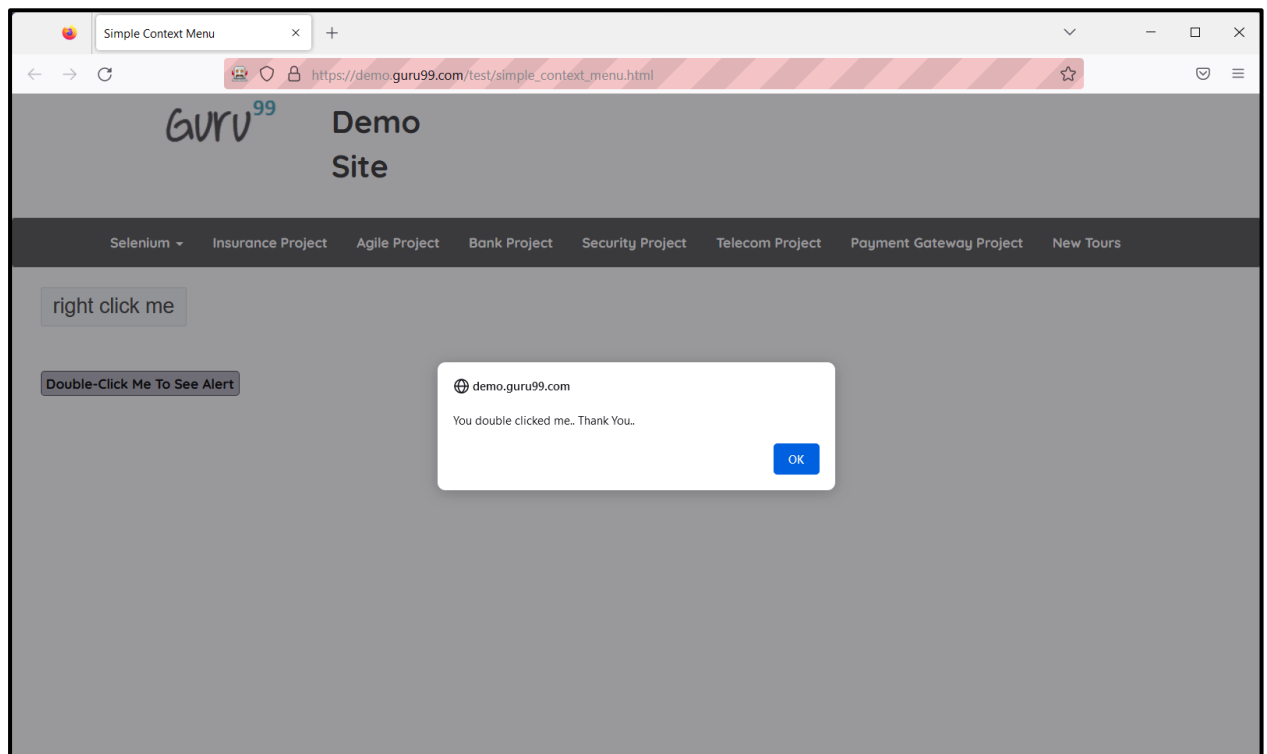 Simple Context Menu
https://demo.guru99.com/test/simple_context_menu.html
Guru99
Demo
Site
Selenium Insurance Project Agile Project Bank Project Security Project Telecom Project Payment Gateway Project New Tours
right click me
Double-Click Me To See Alert
demo.guru99.com
You double clicked me.. Thank You..
OK